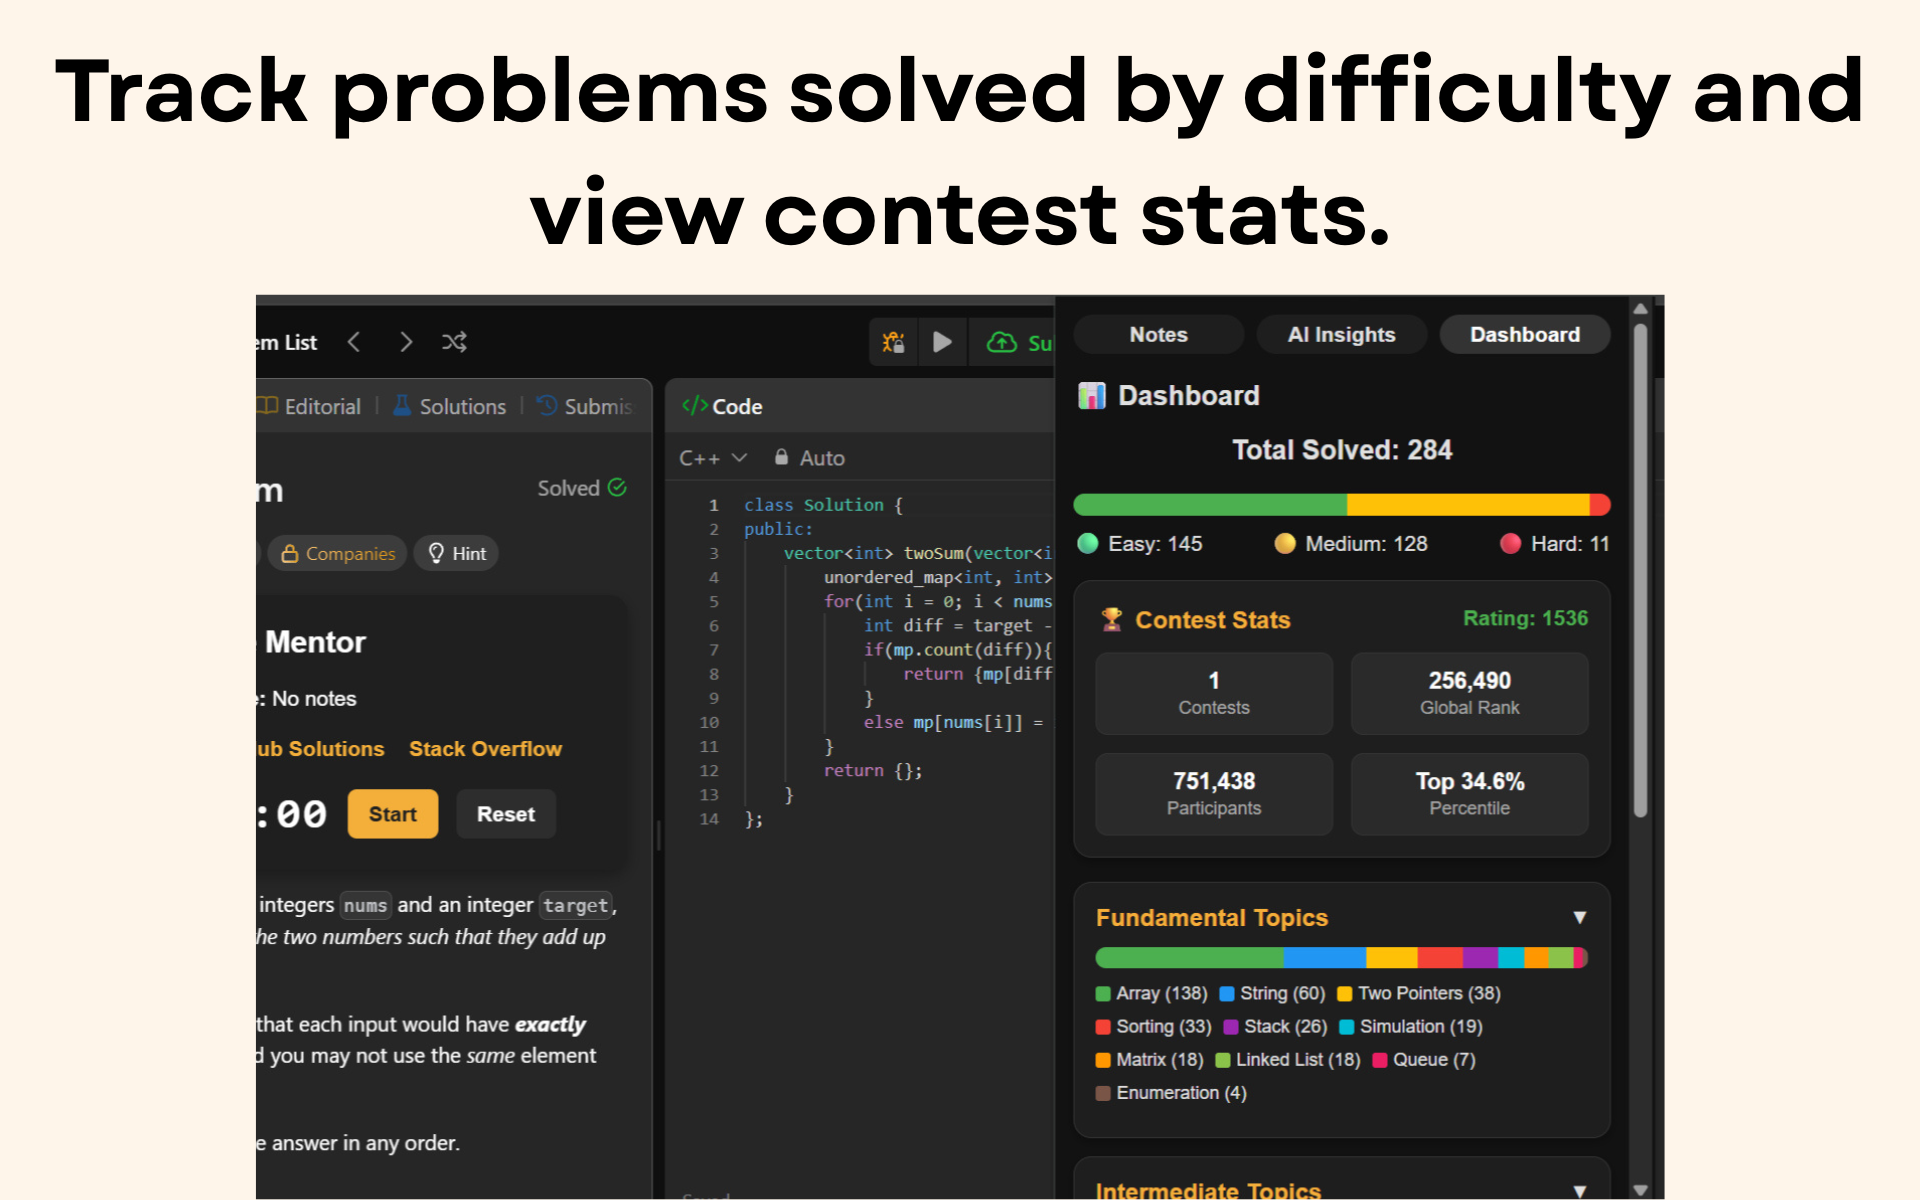 Track problems solved by difficulty and
view contest stats.
em List
Editorial | Solutions | Submis
m
Solved
Companies
Hint
Mentor
: No notes
ub Solutions Stack Overflow
:00 Start Reset
integers nums and an integer target,
he two numbers such that they add up
that each input would have exactly
d you may not use the same element
e answer in any order.
Su
</> Code
C++ Auto
1 class Solution {
2 public:
3 vector<int> twoSum(vector<i
4 unordered_map<int, int>
5 for(int i = 0; i < nums
6 int diff = target -
7 if(mp.count(diff)){
8 return {mp[diff
9 }
10 else mp[nums[i]] =
11 }
12 return {};
13 }
14 };
Notes AI Insights Dashboard
Dashboard
Total Solved: 284
Easy: 145 Medium: 128 Hard: 11
Contest Stats Rating: 1536
1
Contests
256,490
Global Rank
751,438
Participants
Top 34.6%
Percentile
Fundamental Topics ▼
Array (138) String (60) Two Pointers (38)
Sorting (33) Stack (26) Simulation (19)
Matrix (18) Linked List (18) Queue (7)
Enumeration (4)
Intermediate Topics ▼